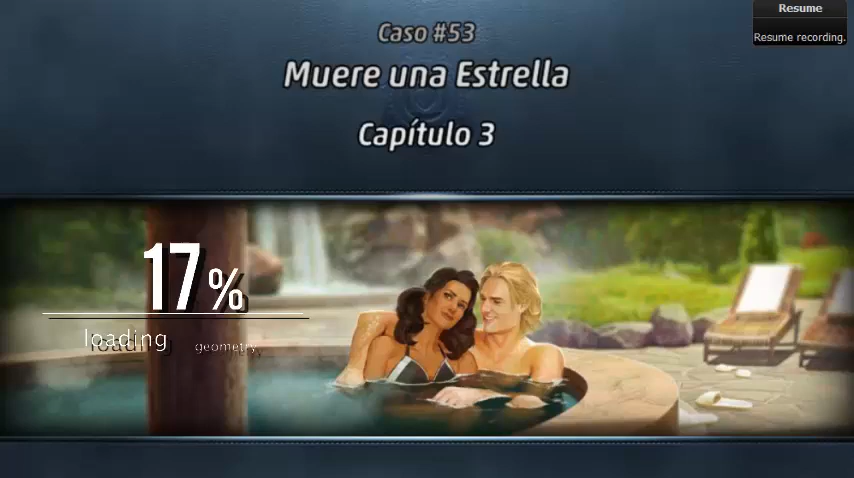 Resume
Resume recording.
Caso #53
Muere una Estrella
Capítulo 3
17%
loading geometry